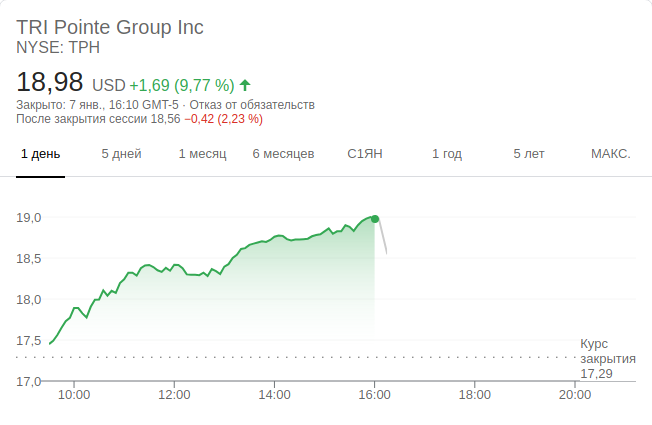 TRI Pointe Group Inc
NYSE: TPH
18,98 USD +1,69 (9,77 %)
Закрыто: 7 янв., 16:10 GMT-5 · Отказ от обязательств
После закрытия сессии 18,56 −0,42 (2,23 %)
1 день 5 дней 1 месяц 6 месяцев С1ЯН 1 год 5 лет МАКС.
19,0
18,5
18,0
17,5
Курс
закрытия
17,29
17,0
10:00 12:00 14:00 16:00 18:00 20:00